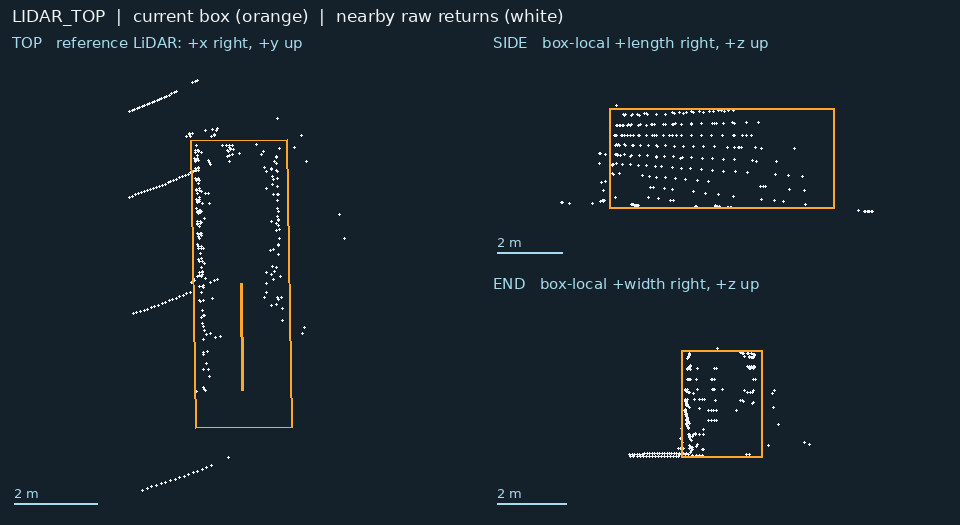 LIDAR_TOP | current box (orange) | nearby raw returns (white)
TOP reference LiDAR: +x right, +y up
SIDE box-local +length right, +z up
2 m
END box-local +width right, +z up
2 m
2 m